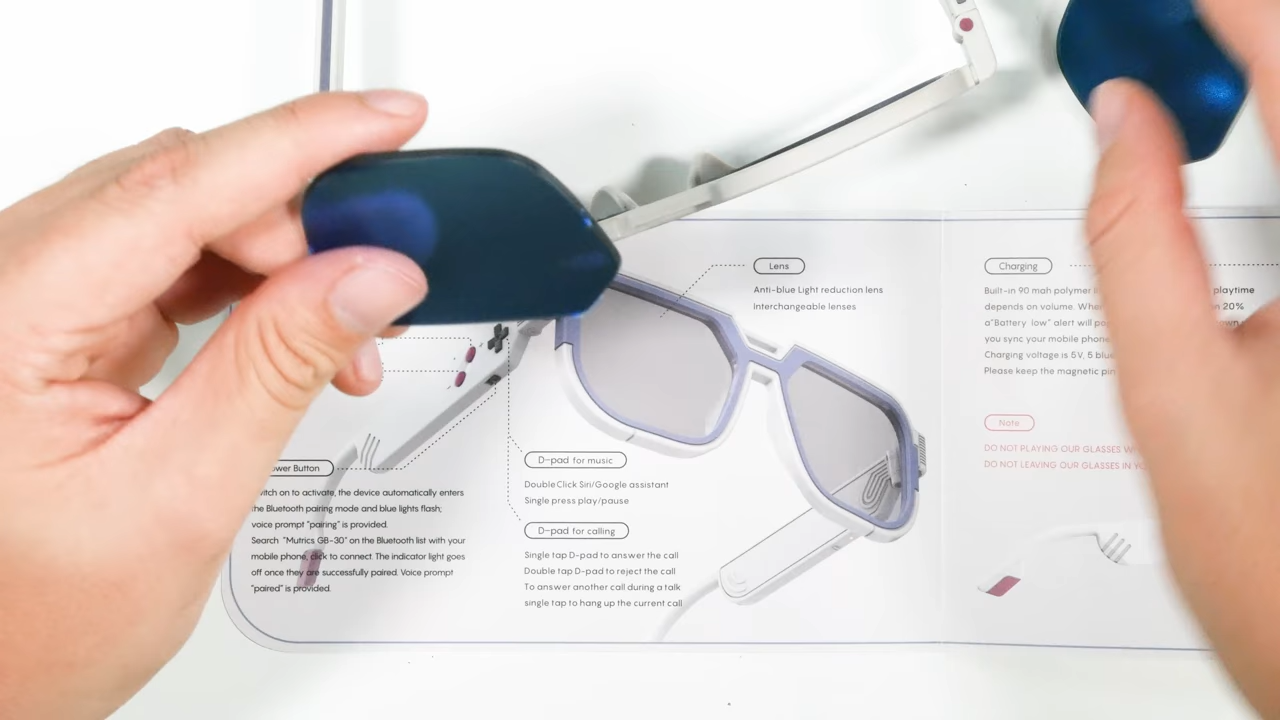 Lens
Anti-blue Light reduction lens
Interchangeable lenses
Power Button
Switch on to activate, the device automatically enters
the Bluetooth pairing mode and blue lights flash;
voice prompt "pairing" is provided.
Search "Mutrics GB-30" on the Bluetooth list with your
mobile phone, click to connect. The indicator light goes
off once they are successfully paired. Voice prompt
"paired" is provided.
D-pad for music
DoubleClick Siri/Google assistant
Single press play/pause
D-pad for calling
Single tap D-pad to answer the call
Double tap D-pad to reject the call
To answer another call during a talk
single tap to hang up the current call
Charging
Built-in 90 mah polymer playtime
depends on volume. When 20%
a"Battery low" alert will
you sync your mobile phone
Charging voltage is 5V, 5
Please keep the magnetic pin
Note
DO NOT PLAYING OUR GLASSES
DO NOT LEAVING OUR GLASSES IN